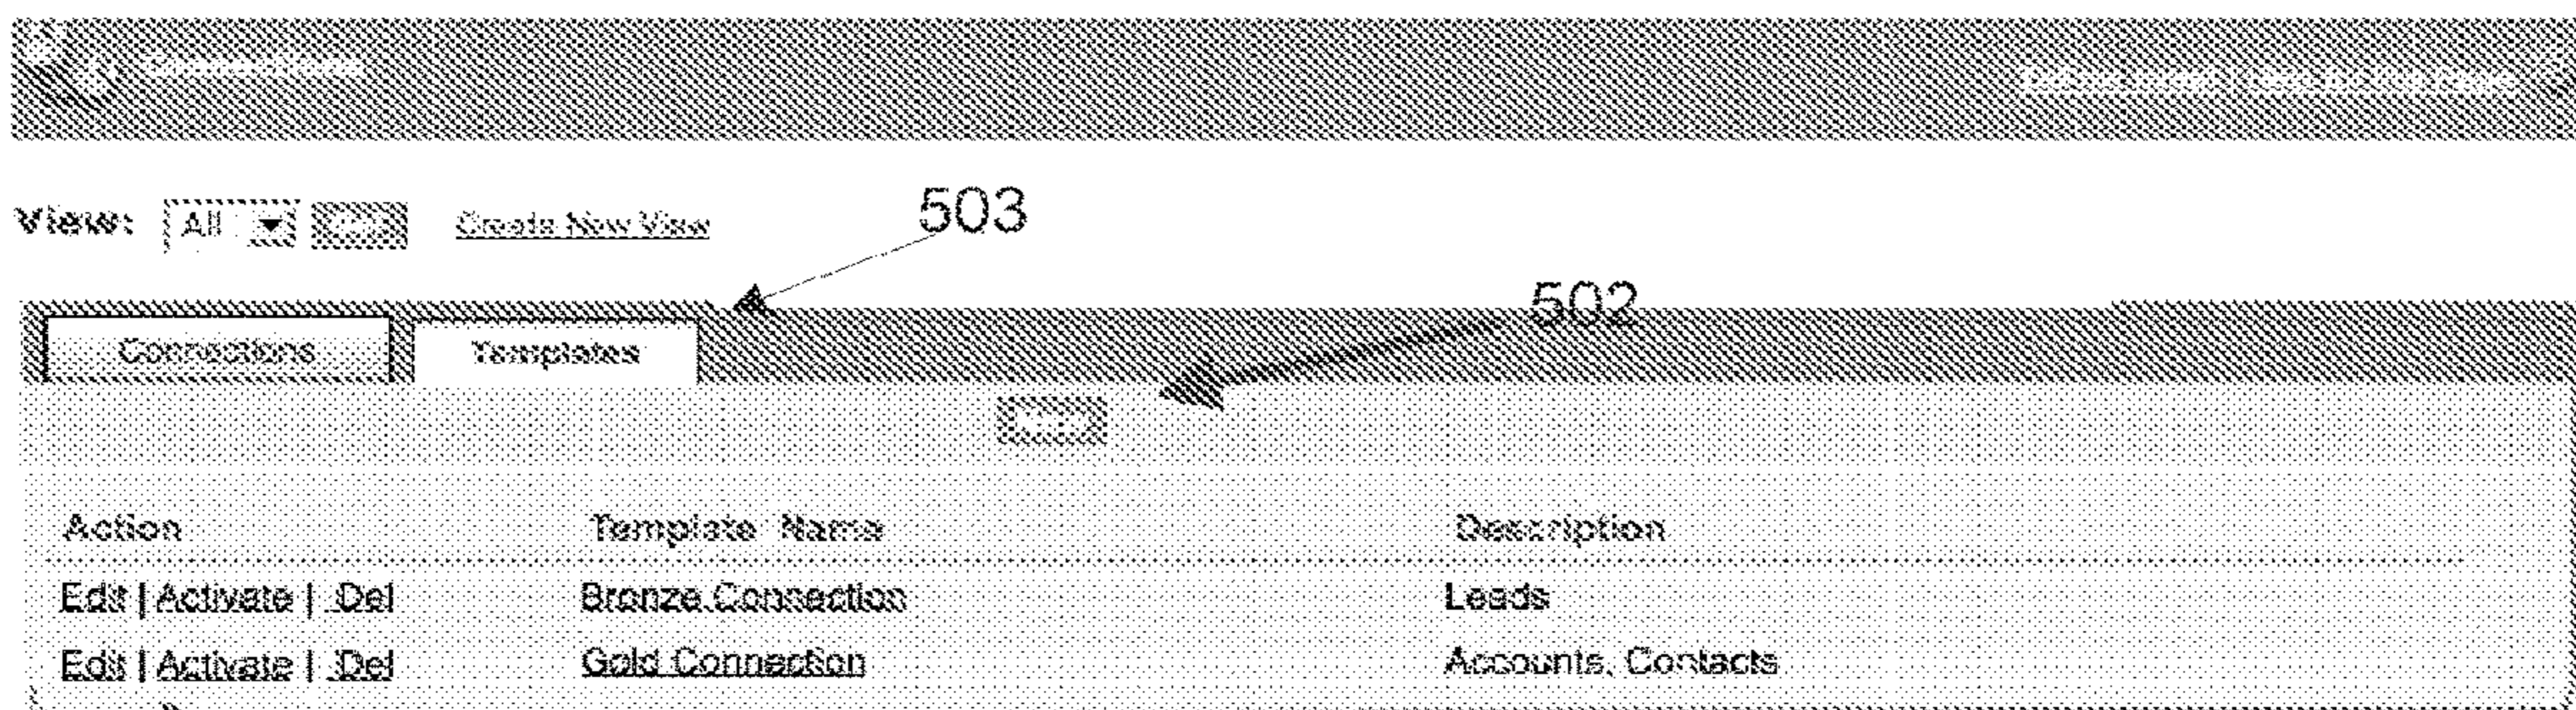 View: All Create New View 503
502
Connections Templates
Action Template Name Description
Edit | Activate | Del Bronze Connection Leads
Edit | Activate | Del Gold Connection Accounts, Contacts